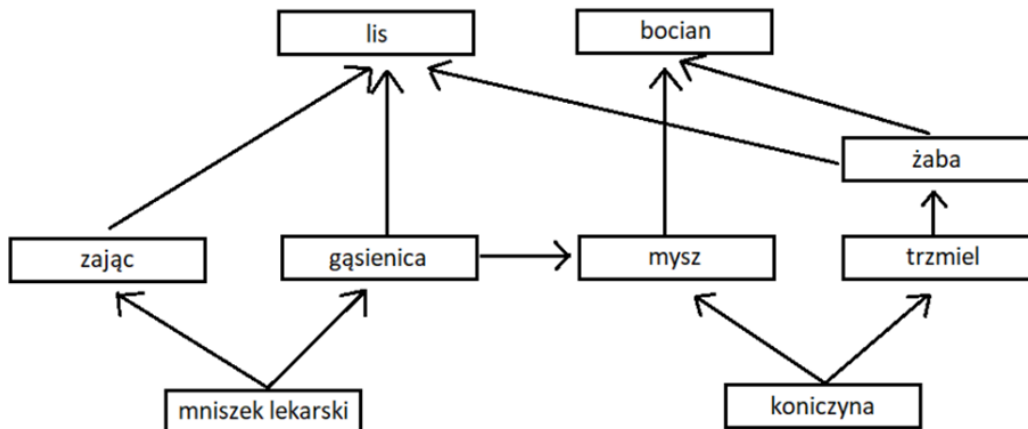 lis
bocian
żaba
zając
gąsienica
mysz
trzmiel
mniszek lekarski
koniczyna